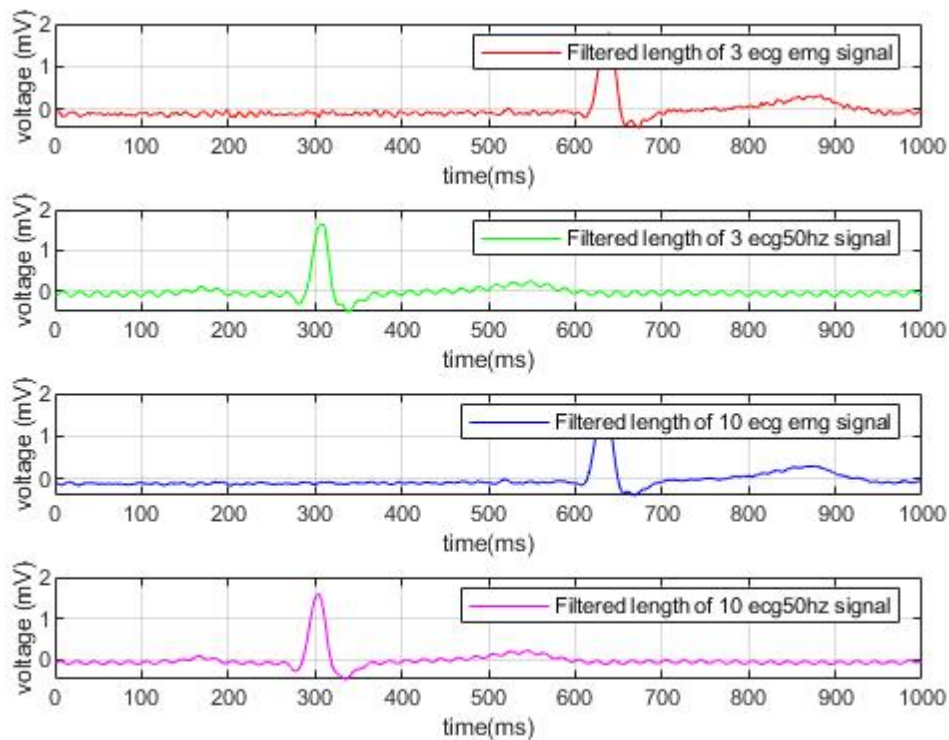 2
Filtered length of 3 ecg emg signal
1
0
voltage (mV)
0 100 200 300 400 500 600 700 800 900 1000
time(ms)
2
Filtered length of 3 ecg50hz signal
1
0
voltage (mV)
0 100 200 300 400 500 600 700 800 900 1000
time(ms)
2
Filtered length of 10 ecg emg signal
1
0
voltage (mV)
0 100 200 300 400 500 600 700 800 900 1000
time(ms)
2
Filtered length of 10 ecg50hz signal
1
0
voltage (mV)
0 100 200 300 400 500 600 700 800 900 1000
time(ms)